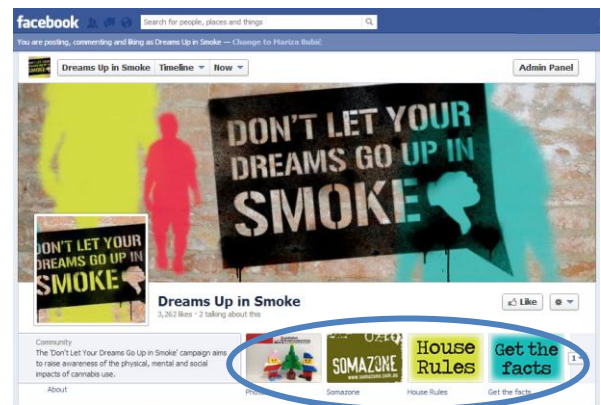 facebook
Search for people, places and things
You are posting, commenting and liking as Dreams Up in Smoke — Change to Mariza Bubić
Dreams Up in Smoke Timeline Now Admin Panel
DON'T LET YOUR
DREAMS GO UP IN
SMOKE
DON'T LET YOUR
DREAMS GO UP IN
SMOKE
Dreams Up in Smoke
3,262 likes · 2 talking about this
Like
Community
The 'Don't Let Your Dreams Go Up in Smoke' campaign aims
to raise awareness of the physical, mental and social
impacts of cannabis use.
About
SOMAZONE
www.somazone.com.au
House
Rules
Get the
facts
1
Somazone
House Rules
Get the facts